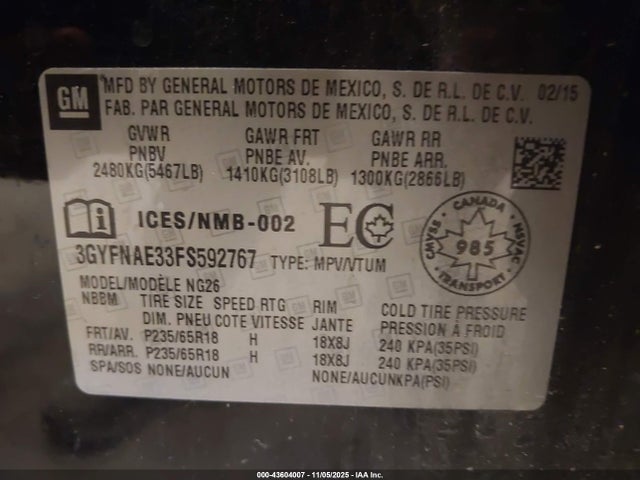 GM
MFD BY GENERAL MOTORS DE MEXICO, S. DE R.L. DE C.V. 02/15
FAB. PAR GENERAL MOTORS DE MEXICO, S. DE R.L. DE C.V.
GVWR GAWR FRT GAWR RR
PNBV PNBE AV. PNBE ARR.
2480KG(5467LB) 1410KG(3108LB) 1300KG(2866LB)
ICES/NMB-002 EC
CANADA
CMVSS 985 NSVAC
TRANSPORT
3GYFNAE33FS592767 TYPE: MPV/VTUM
MODEL/MODÈLE NG26
NBBM TIRE SIZE SPEED RTG RIM COLD TIRE PRESSURE
DIM. PNEU COTE VITESSE JANTE PRESSION À FROID
FRT/AV. P235/65R18 H 18X8J 240 KPA(35PSI)
RR/ARR. P235/65R18 H 18X8J 240 KPA(35PSI)
SPA/SOS NONE/AUCUN NONE/AUCUNKPA(PSI)
000-43604007 - 11/05/2025 - IAA Inc.